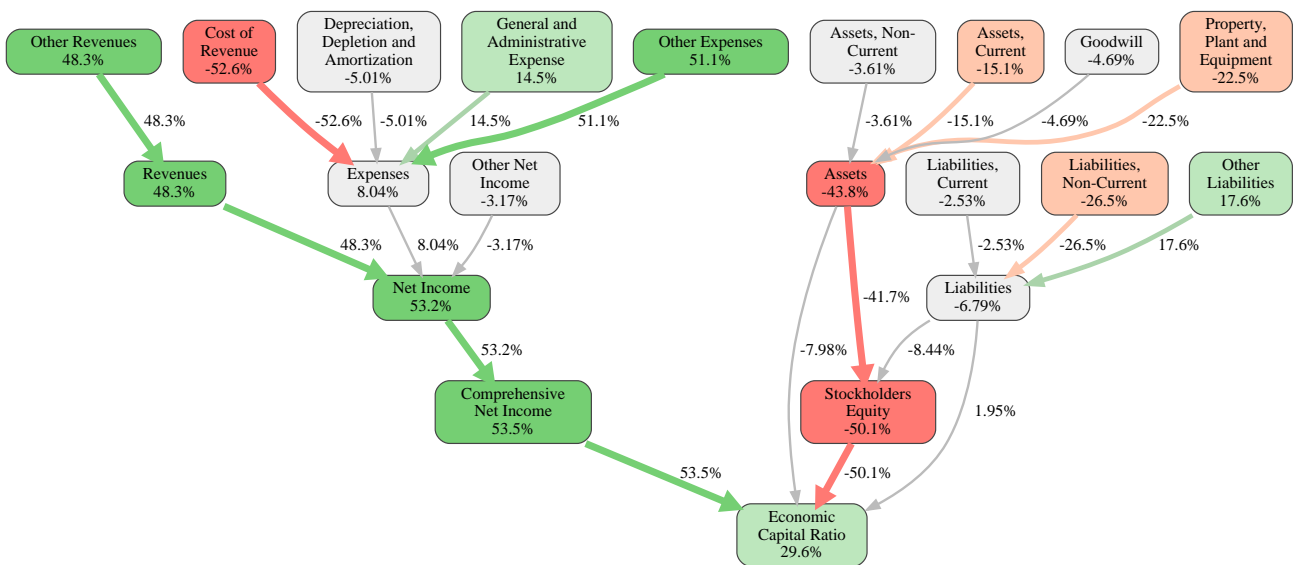 Other Revenues
48.3%
Cost of
Revenue
-52.6%
Depreciation,
Depletion and
Amortization
-5.01%
General and
Administrative
Expense
14.5%
Other Expenses
51.1%
Assets, Non-
Current
-3.61%
Assets,
Current
-15.1%
Goodwill
-4.69%
Property,
Plant and
Equipment
-22.5%
48.3%
-52.6%
-5.01%
14.5%
51.1%
-3.61%
-15.1%
-4.69%
-22.5%
Revenues
48.3%
Expenses
8.04%
Other Net
Income
-3.17%
Assets
-43.8%
Liabilities,
Current
-2.53%
Liabilities,
Non-Current
-26.5%
Other
Liabilities
17.6%
48.3%
8.04%
-3.17%
-2.53%
-26.5%
17.6%
Net Income
53.2%
-41.7%
Liabilities
-6.79%
53.2%
-7.98%
-8.44%
Comprehensive
Net Income
53.5%
Stockholders
Equity
-50.1%
1.95%
53.5%
-50.1%
Economic
Capital Ratio
29.6%